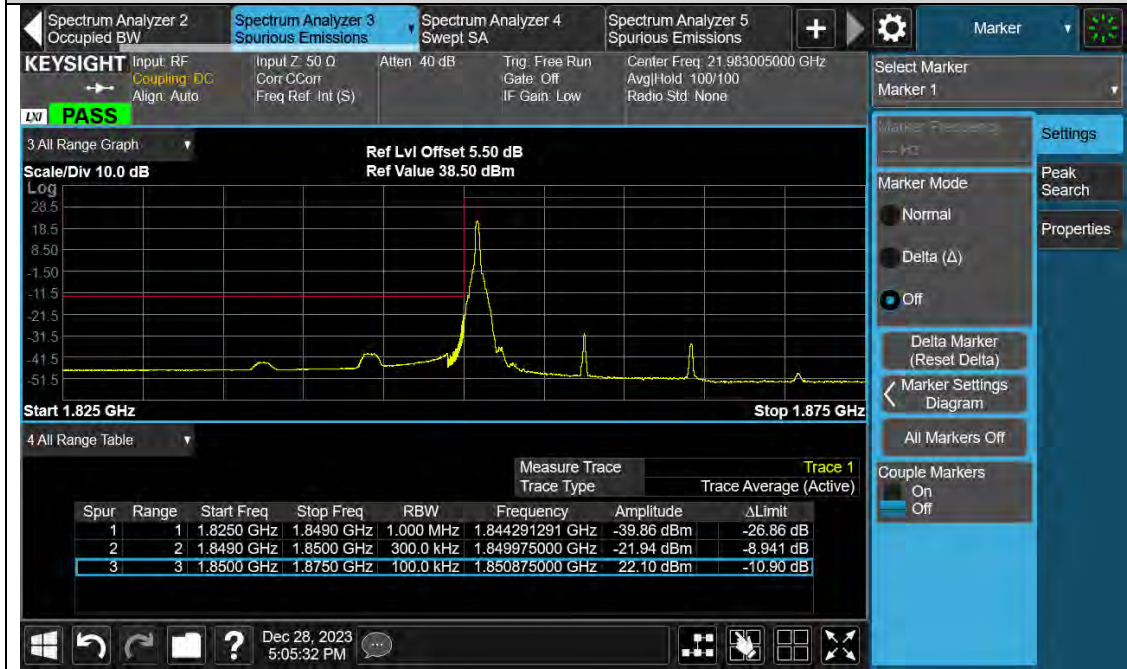 Spectrum Analyzer 2
Occupied BW
Spectrum Analyzer 3
Spurious Emissions
Spectrum Analyzer 4
Swept SA
Spectrum Analyzer 5
Spurious Emissions
+
Marker
KEYSIGHT
Input: RF
Coupling: DC
Align: Auto
Input Z: 50 Ω
Corr CCorr
Freq Ref: Int (S)
Atten: 40 dB
Trig: Free Run
Gate: Off
IF Gain: Low
Center Freq: 21.983005000 GHz
Avg|Hold: 100/100
Radio Std: None
LXI
PASS
Select Marker
Marker 1
Marker Frequency
--- Hz
Settings
Peak
Search
Properties
Marker Mode
Normal
Delta (Δ)
Off
Delta Marker
(Reset Delta)
Marker Settings
Diagram
All Markers Off
Couple Markers
On
Off
3 All Range Graph
Scale/Div 10.0 dB
Ref Lvl Offset 5.50 dB
Ref Value 38.50 dBm
Log
28.5
18.5
8.50
-1.50
-11.5
-21.5
-31.5
-41.5
-51.5
Start 1.825 GHz
Stop 1.875 GHz
4 All Range Table
Measure Trace Trace 1
Trace Type Trace Average (Active)
Spur Range Start Freq Stop Freq RBW Frequency Amplitude ΔLimit
1 1 1.8250 GHz 1.8490 GHz 1.000 MHz 1.844291291 GHz -39.86 dBm -26.86 dB
2 2 1.8490 GHz 1.8500 GHz 300.0 kHz 1.849975000 GHz -21.94 dBm -8.941 dB
3 3 1.8500 GHz 1.8750 GHz 100.0 kHz 1.850875000 GHz 22.10 dBm -10.90 dB
?
Dec 28, 2023
5:05:32 PM